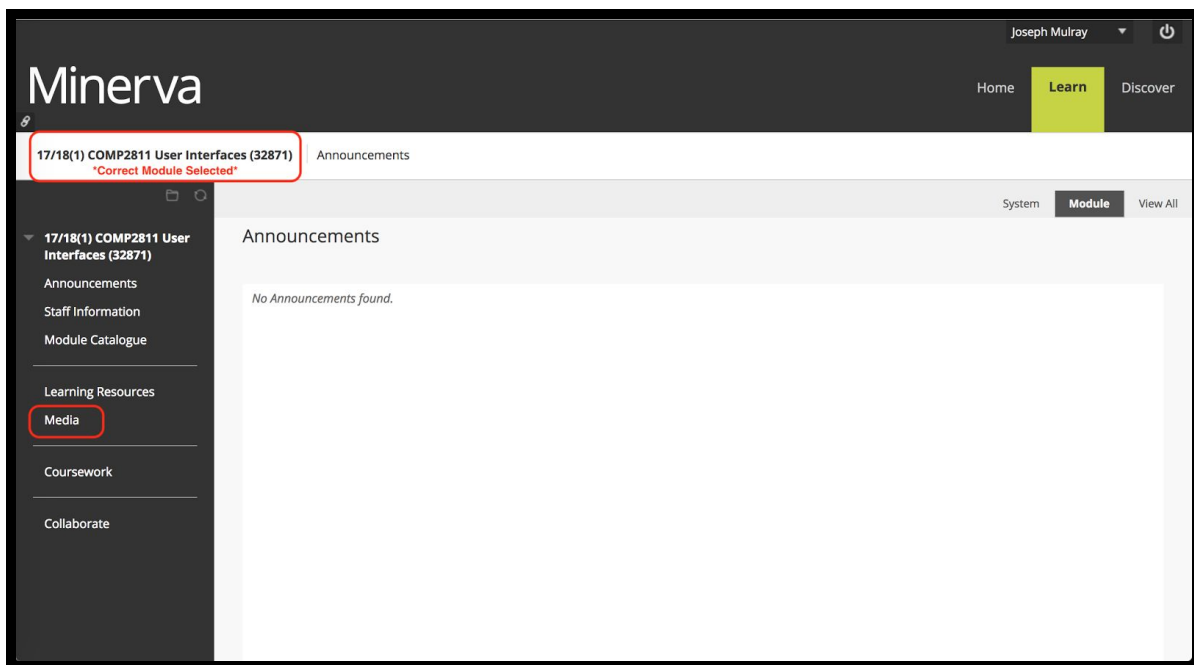 Joseph Mulray
Minerva
Home Learn Discover
17/18(1) COMP2811 User Interfaces (32871) Announcements
*Correct Module Selected*
System Module View All
17/18(1) COMP2811 User
Interfaces (32871)
Announcements
Staff Information
Module Catalogue
Learning Resources
Media
Coursework
Collaborate
Announcements
No Announcements found.